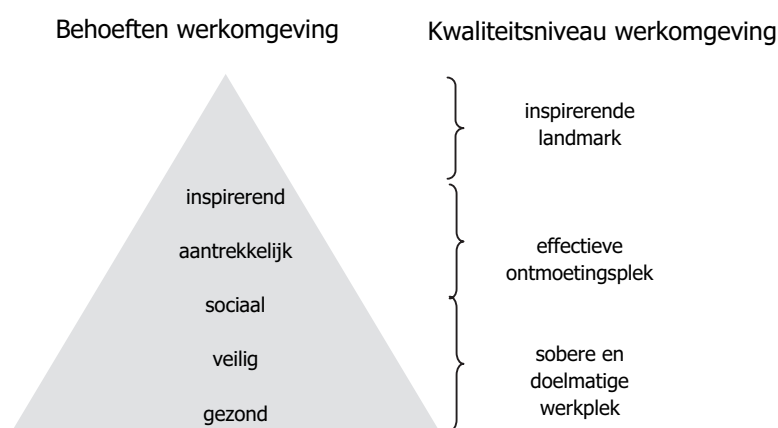 Behoeften werkomgeving
Kwaliteitsniveau werkomgeving
inspirerend
aantrekkelijk
sociaal
veilig
gezond
inspirerende
landmark
effectieve
ontmoetingsplek
sobere en
doelmatige
werkplek